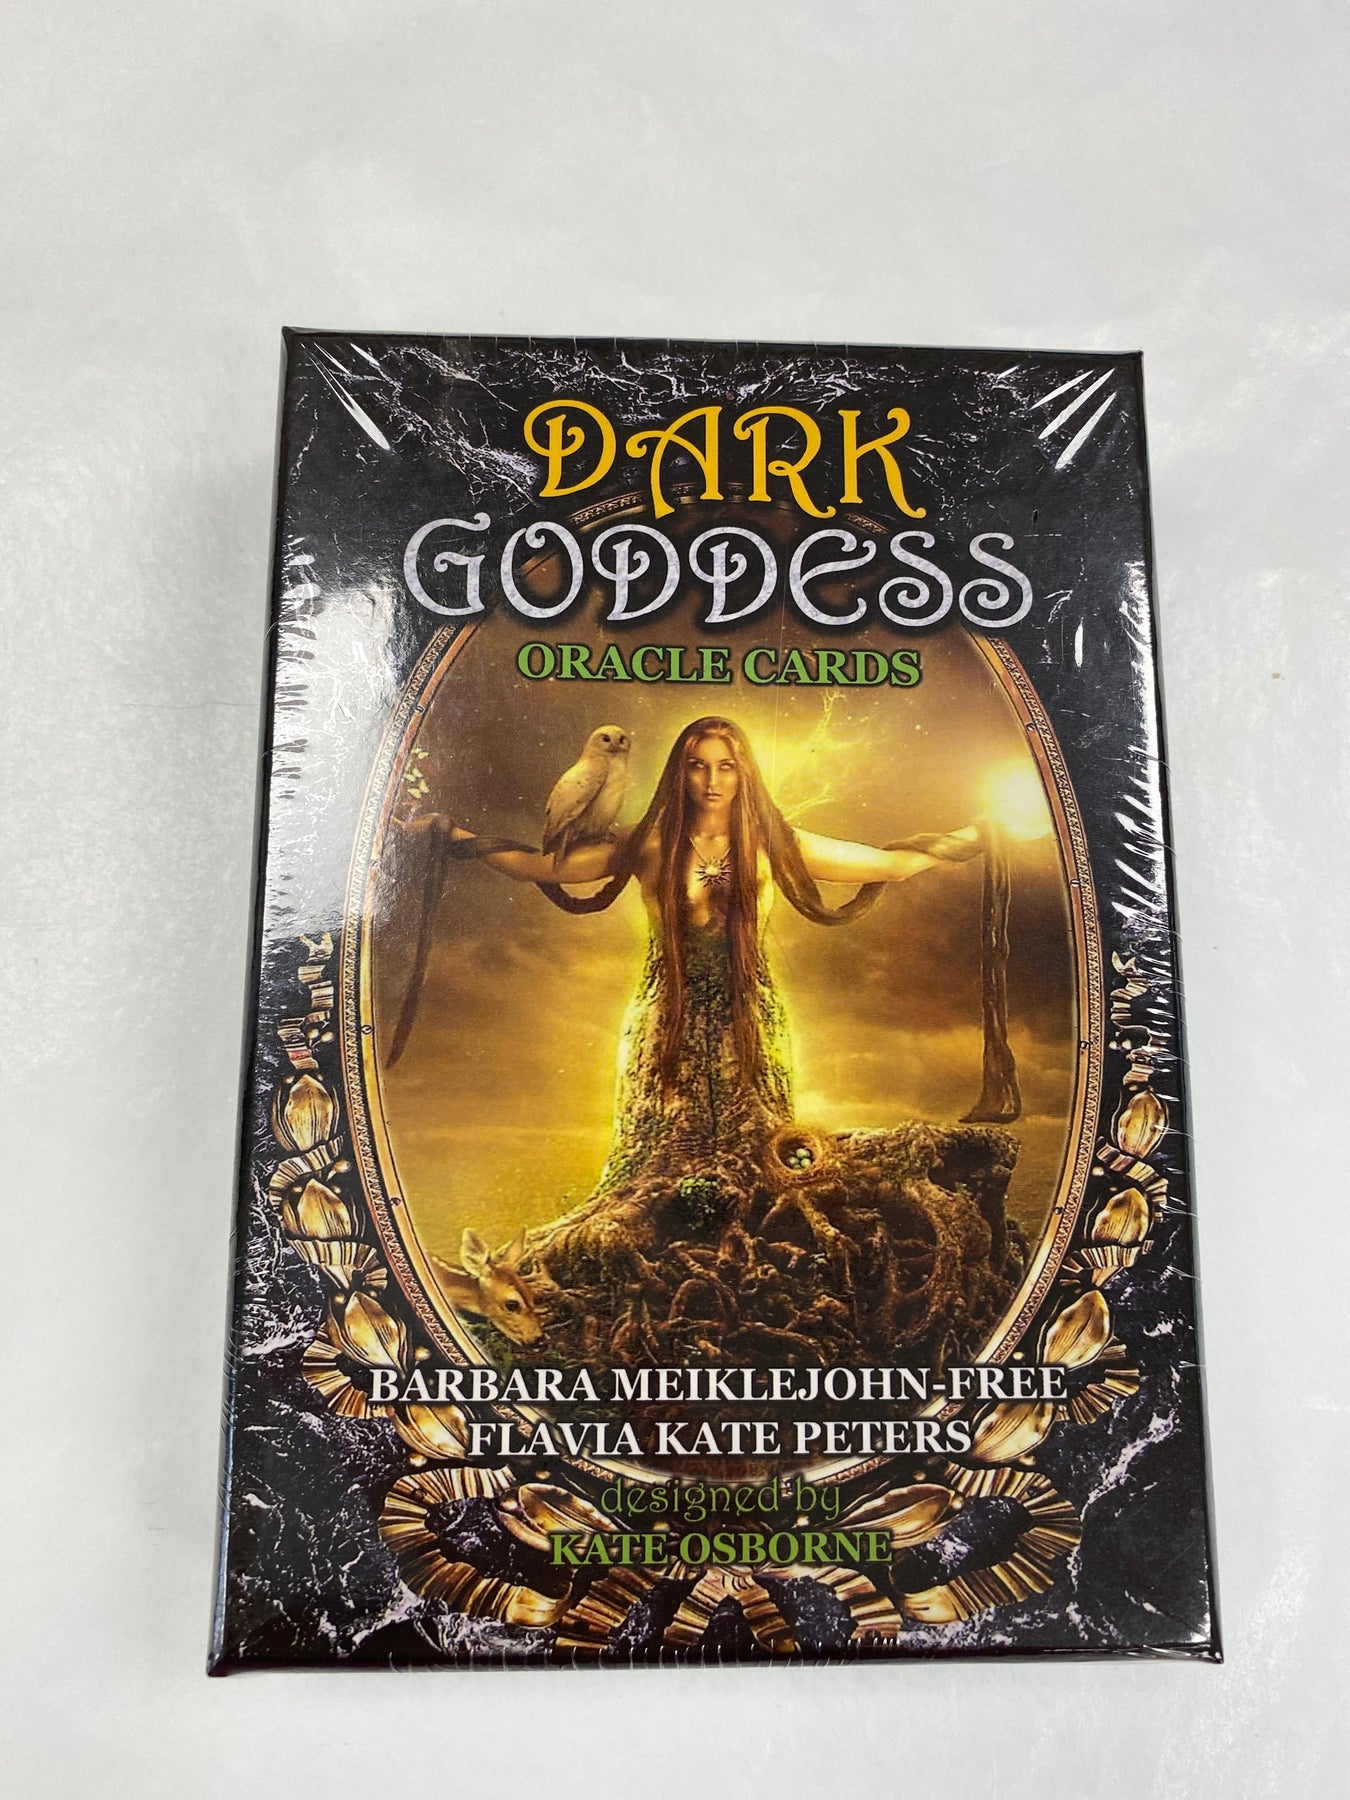 DARK
GODDESS
ORACLE CARDS
BARBARA MEIKLEJOHN-FREE
FLAVIA KATE PETERS
designed by
KATE OSBORNE